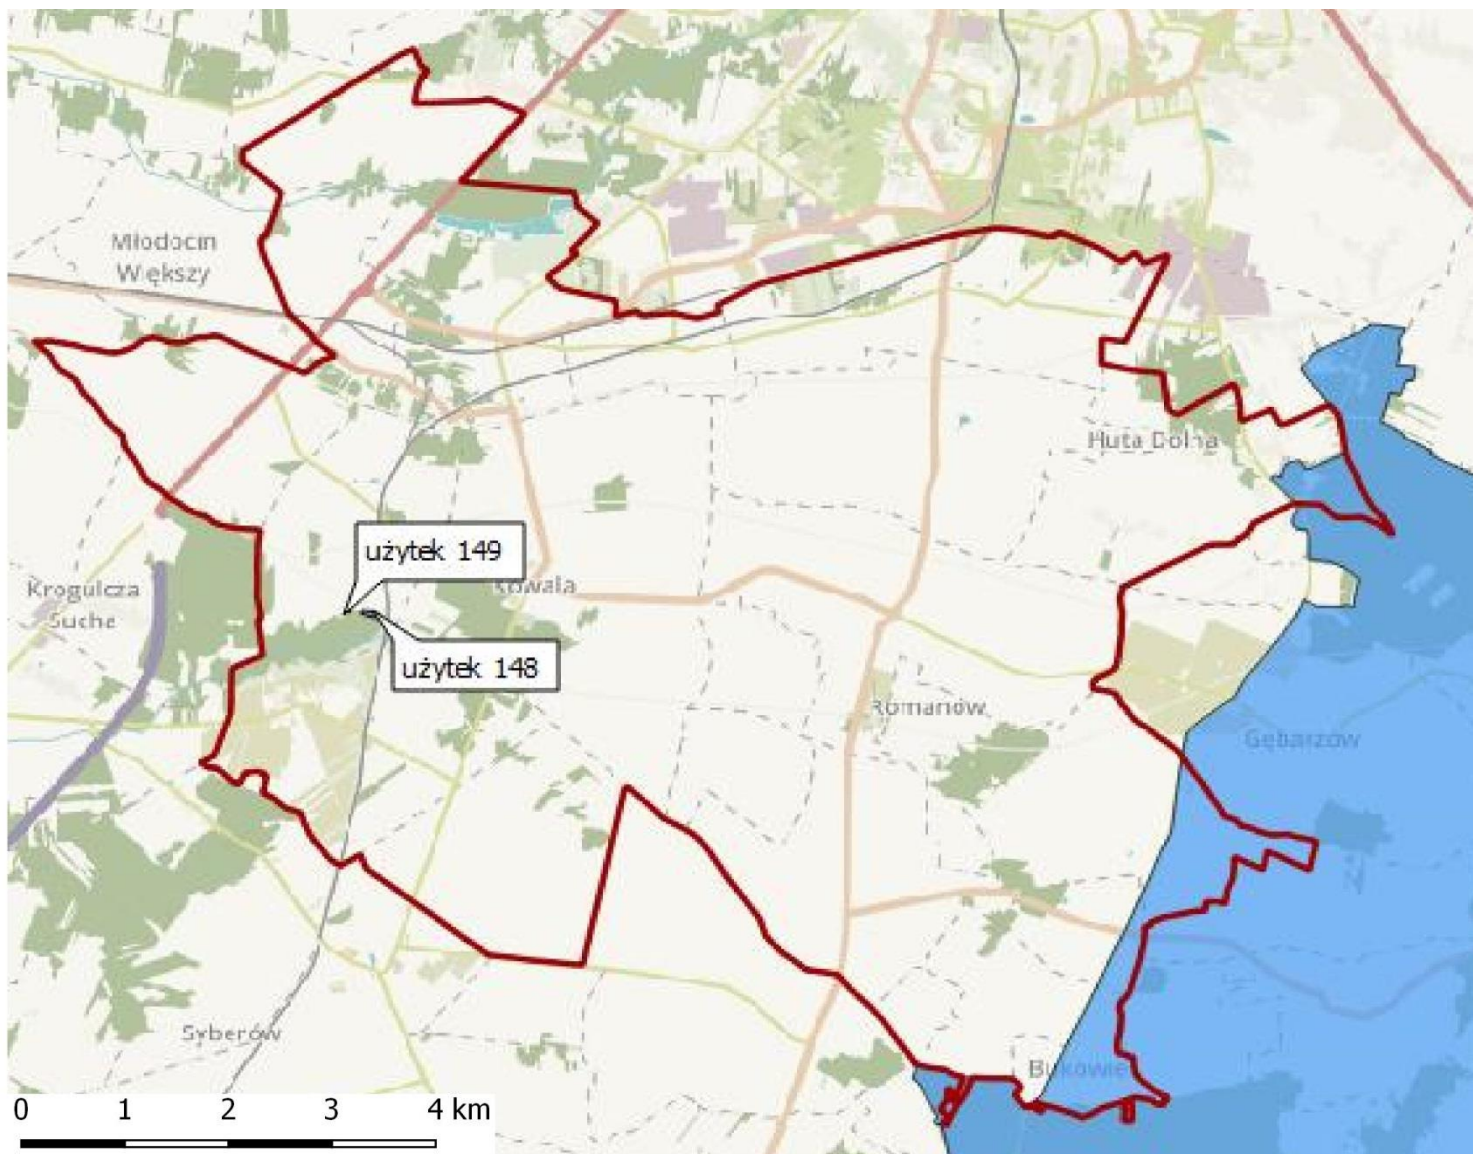 Młodocin
Większy
Huta Dolna
użytek 149
Krogulcza
Sucha
Kowala
użytek 148
Romanów
Gębarzów
Syberów
Bukowiec
0 1 2 3 4 km